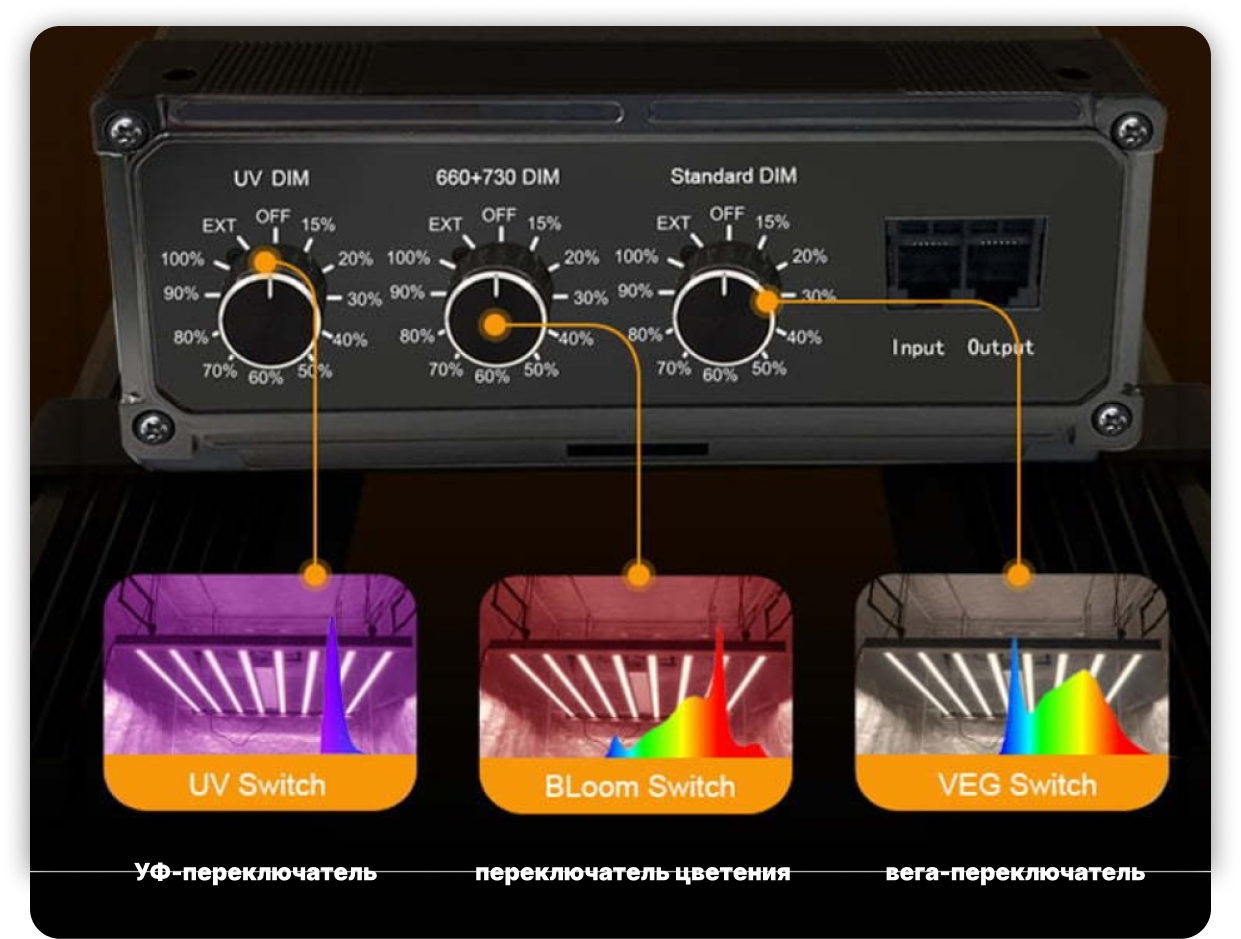 UV DIM 660+730 DIM Standard DIM
EXT OFF 15% EXT OFF 15% EXT OFF 15%
100% 20% 100% 20% 100% 20%
90% 30% 90% 30% 90% 30%
80% 40% 80% 40% 80% 40%
70% 60% 50% 70% 60% 50% 70% 60% 50%
Input Output
UV Switch BLoom Switch VEG Switch
УФ-переключатель переключатель цветения вега-переключатель